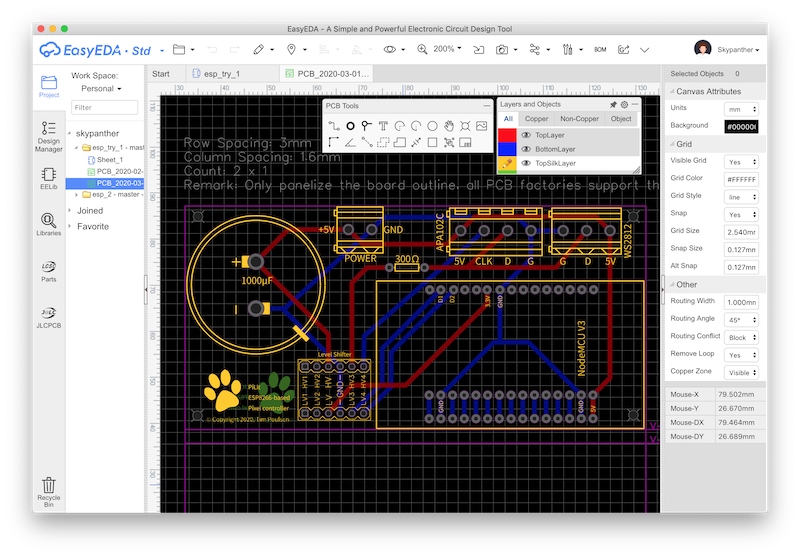 EasyEDA - A Simple and Powerful Electronic Circuit Design Tool
EasyEDA · Std
200%
BOM
Skypanther
Project
Design Manager
EELib
Libraries
Parts
JLCPCB
Recycle Bin
Work Space:
Personal
Filter
skypanther
esp_try_1 - mast
Sheet_1
PCB_2020-02-
PCB_2020-03-
esp_2 - master -
Joined
Favorite
Start
esp_try_1
PCB_2020-03-01...
Row Spacing: 3mm
Column Spacing: 1.6mm
Count: 2 x 1
Remark: Only panelize the board outline, all PCB factories support th
PCB Tools
Layers and Objects
All
Copper
Non-Copper
Object
TopLayer
BottomLayer
TopSilkLayer
+5V
GND
POWER
APA102C
5V CLK D G
G D 5V
WS2812
300Ω
+
1000µF
Level Shifter
HV1
HV2
HV
GND
HV3
HV4
LV1
LV2
LV
LV3
LV4
D1
D2
3.3V
GND
NodeMCU V3
GND
GND
5V
PiLit
ESP8266-based
Pixel controller
© Copyright 2020, Tim Poulsen
Selected Objects 0
Canvas Attributes
Units mm
Background #00000(
Grid
Visible Grid Yes
Grid Color #FFFFFF
Grid Style line
Snap Yes
Grid Size 2.540mr
Snap Size 0.127mn
Alt Snap 0.127mn
Other
Routing Width 1.000mn
Routing Angle 45°
Routing Conflict Block
Remove Loop Yes
Copper Zone Visible
Mouse-X 79.502mm
Mouse-Y 26.670mm
Mouse-DX 79.464mm
Mouse-DY 26.689mm